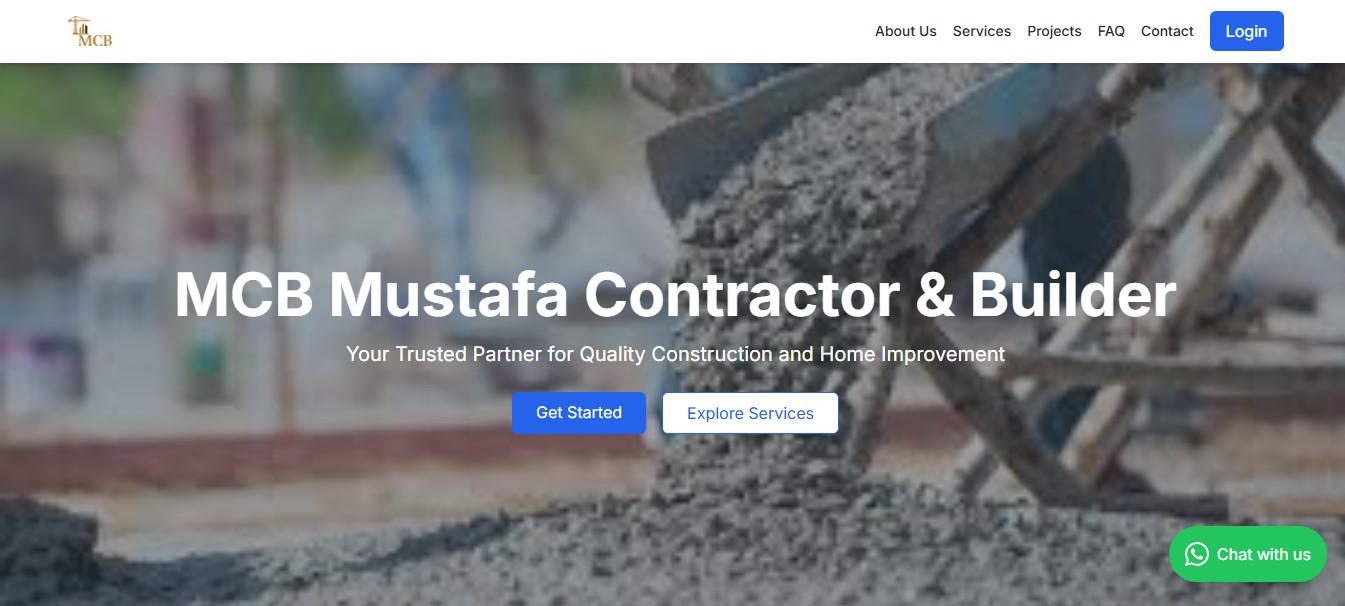 MCB
About Us
Services
Projects
FAQ
Contact
Login
MCB Mustafa Contractor & Builder
Your Trusted Partner for Quality Construction and Home Improvement
Get Started
Explore Services
Chat with us